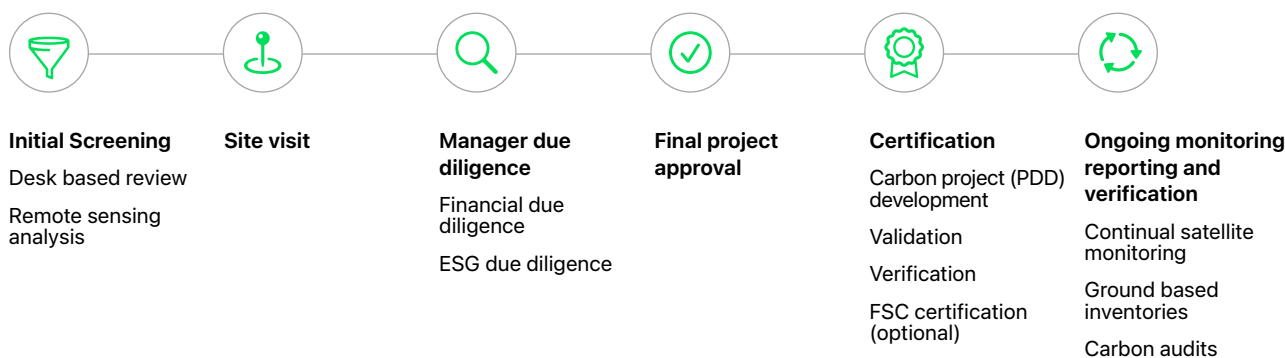 Initial Screening
Desk based review
Remote sensing
analysis
Site visit
Manager due
diligence
Financial due
diligence
ESG due diligence
Final project
approval
Certification
Carbon project (PDD)
development
Validation
Verification
FSC certification
(optional)
Ongoing monitoring
reporting and
verification
Continual satellite
monitoring
Ground based
inventories
Carbon audits